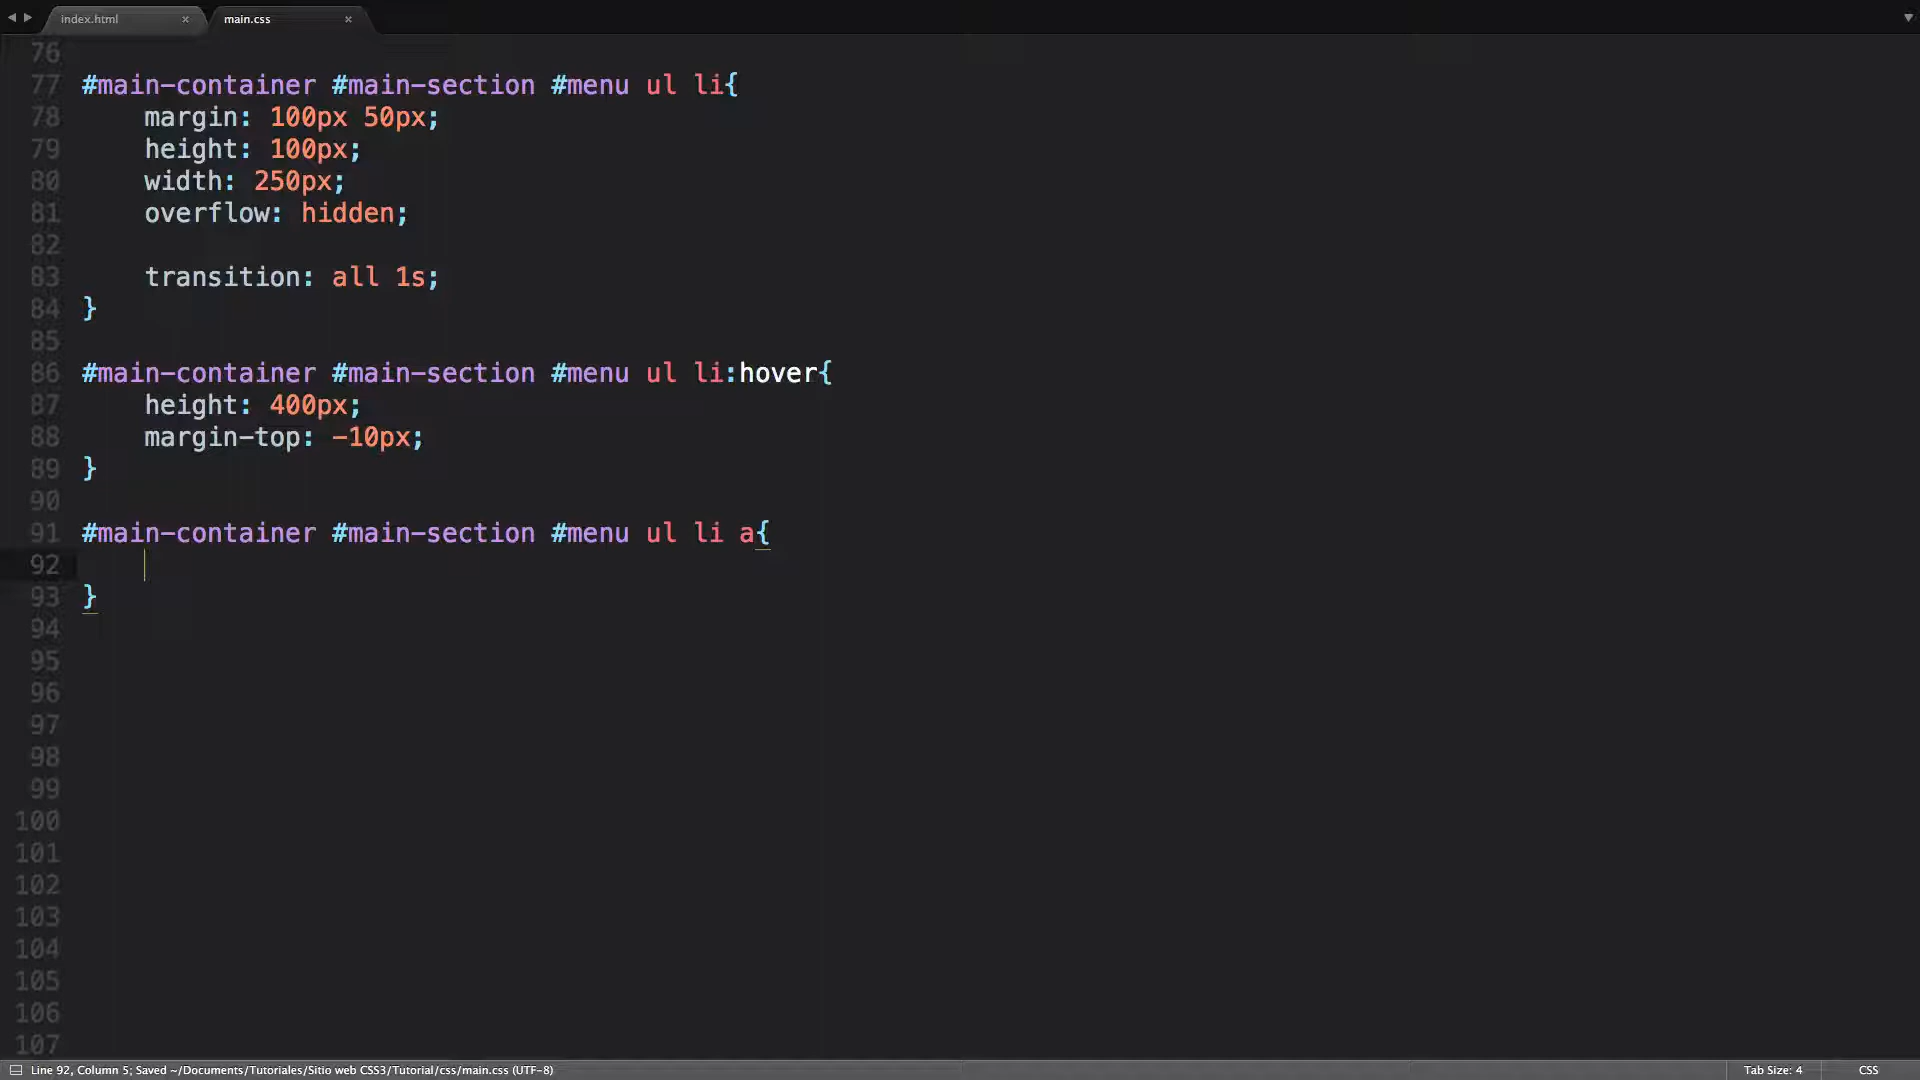 index.html × main.css ×
76
77 #main-container #main-section #menu ul li{
78     margin: 100px 50px;
79     height: 100px;
80     width: 250px;
81     overflow: hidden;
82
83     transition: all 1s;
84 }
85
86 #main-container #main-section #menu ul li:hover{
87     height: 400px;
88     margin-top: -10px;
89 }
90
91 #main-container #main-section #menu ul li a{
92
93 }
94
95
96
97
98
99
100
101
102
103
104
105
106
107
Line 92, Column 5; Saved ~/Documents/Tutoriales/Sitio web CSS3/Tutorial/css/main.css (UTF-8) Tab Size: 4 CSS